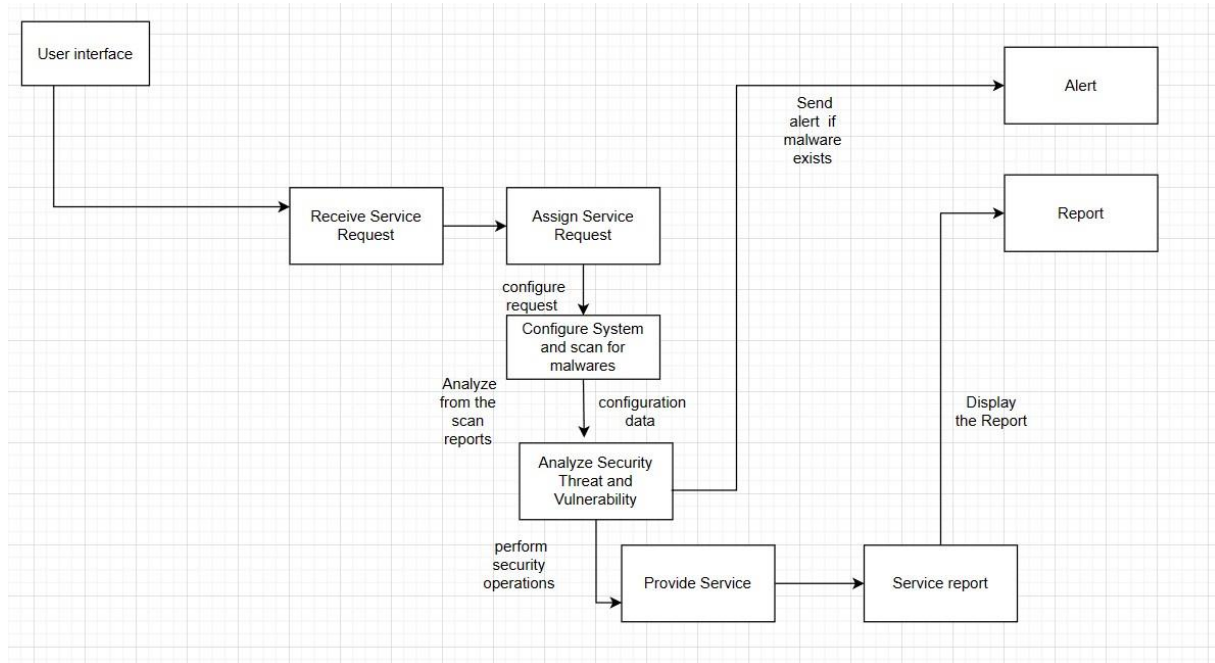 User interface
Alert
Send
alert if
malware
exists
Receive Service
Request
Assign Service
Request
Report
configure
request
Configure System
and scan for
malwares
Analyze
from the
scan
reports
configuration
data
Display
the Report
Analyze Security
Threat and
Vulnerability
perform
security
operations
Provide Service
Service report